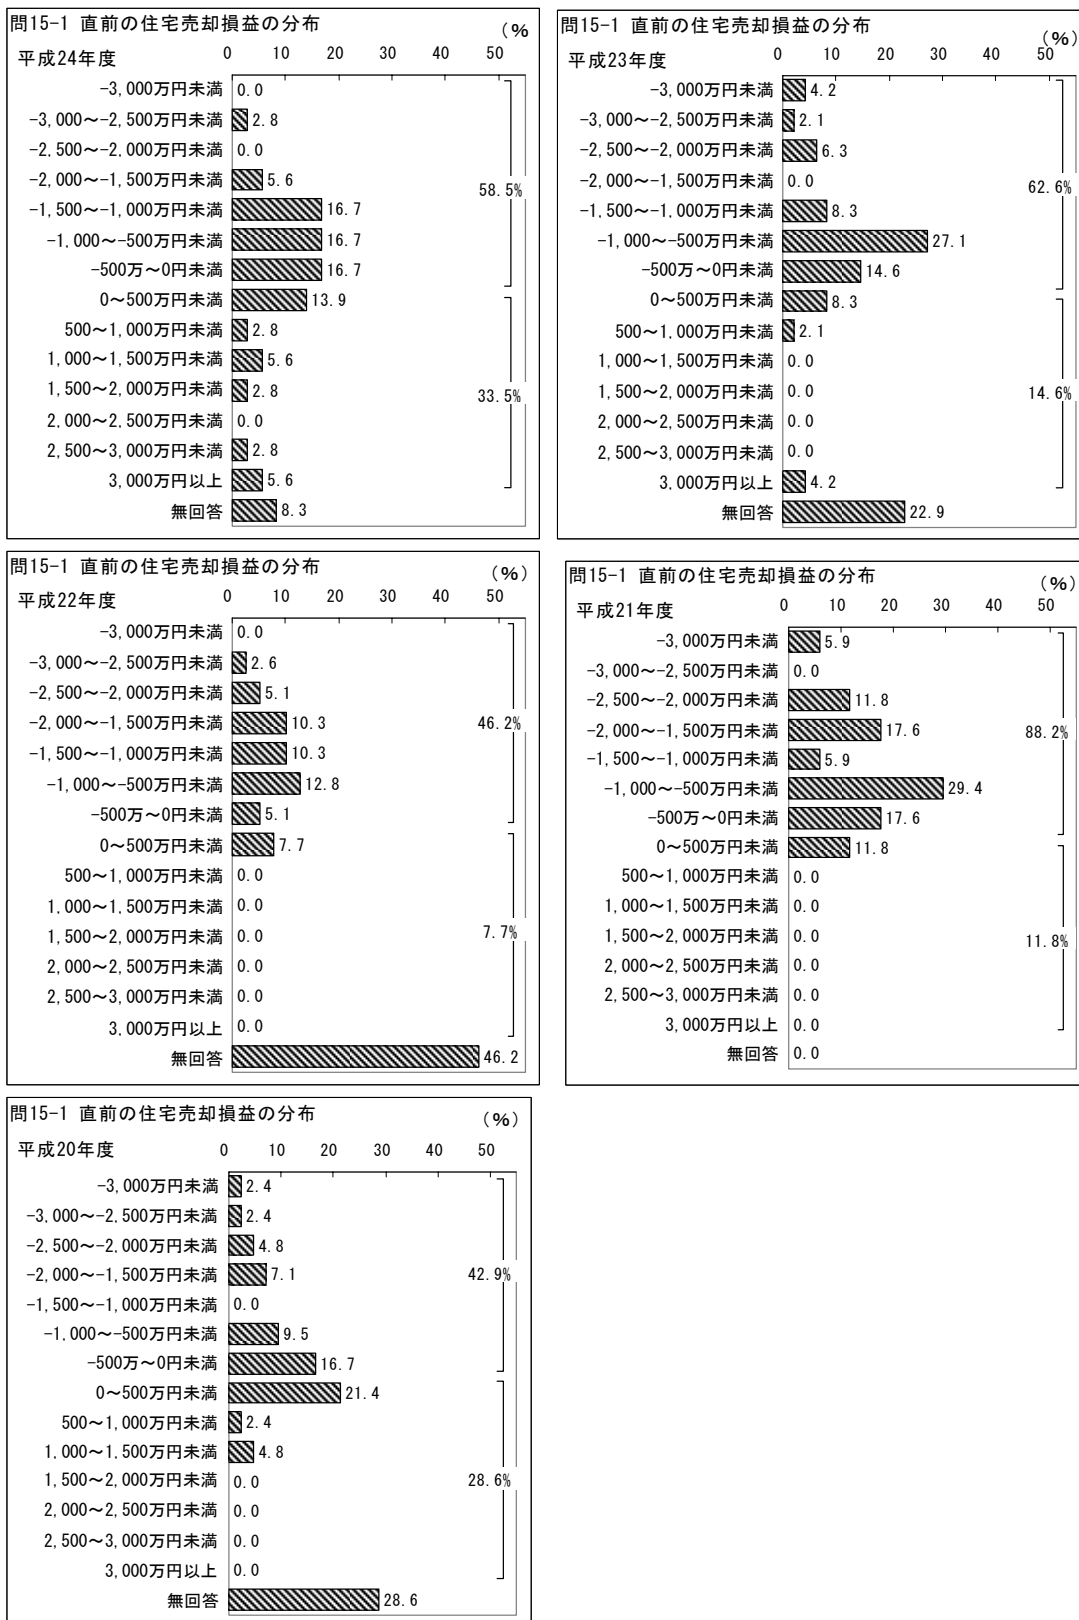 問15-1 直前の住宅売却損益の分布
(%
平成24年度
0 10 20 30 40 50
-3,000万円未満 0.0
-3,000～-2,500万円未満 2.8
-2,500～-2,000万円未満 0.0
-2,000～-1,500万円未満 5.6
58.5%
-1,500～-1,000万円未満 16.7
-1,000～-500万円未満 16.7
-500万～0円未満 16.7
0～500万円未満 13.9
500～1,000万円未満 2.8
1,000～1,500万円未満 5.6
1,500～2,000万円未満 2.8
33.5%
2,000～2,500万円未満 0.0
2,500～3,000万円未満 2.8
3,000万円以上 5.6
無回答 8.3
問15-1 直前の住宅売却損益の分布
(%)
平成23年度
0 10 20 30 40 50
-3,000万円未満 4.2
-3,000～-2,500万円未満 2.1
-2,500～-2,000万円未満 6.3
-2,000～-1,500万円未満 0.0
62.6%
-1,500～-1,000万円未満 8.3
-1,000～-500万円未満 27.1
-500万～0円未満 14.6
0～500万円未満 8.3
500～1,000万円未満 2.1
1,000～1,500万円未満 0.0
1,500～2,000万円未満 0.0
14.6%
2,000～2,500万円未満 0.0
2,500～3,000万円未満 0.0
3,000万円以上 4.2
無回答 22.9
問15-1 直前の住宅売却損益の分布
(%)
平成22年度
0 10 20 30 40 50
-3,000万円未満 0.0
-3,000～-2,500万円未満 2.6
-2,500～-2,000万円未満 5.1
-2,000～-1,500万円未満 10.3
46.2%
-1,500～-1,000万円未満 10.3
-1,000～-500万円未満 12.8
-500万～0円未満 5.1
0～500万円未満 7.7
500～1,000万円未満 0.0
1,000～1,500万円未満 0.0
1,500～2,000万円未満 0.0
7.7%
2,000～2,500万円未満 0.0
2,500～3,000万円未満 0.0
3,000万円以上 0.0
無回答 46.2
問15-1 直前の住宅売却損益の分布
(%)
平成21年度
0 10 20 30 40 50
-3,000万円未満 5.9
-3,000～-2,500万円未満 0.0
-2,500～-2,000万円未満 11.8
-2,000～-1,500万円未満 17.6
88.2%
-1,500～-1,000万円未満 5.9
-1,000～-500万円未満 29.4
-500万～0円未満 17.6
0～500万円未満 11.8
500～1,000万円未満 0.0
1,000～1,500万円未満 0.0
1,500～2,000万円未満 0.0
11.8%
2,000～2,500万円未満 0.0
2,500～3,000万円未満 0.0
3,000万円以上 0.0
無回答 0.0
問15-1 直前の住宅売却損益の分布
(%)
平成20年度
0 10 20 30 40 50
-3,000万円未満 2.4
-3,000～-2,500万円未満 2.4
-2,500～-2,000万円未満 4.8
-2,000～-1,500万円未満 7.1
42.9%
-1,500～-1,000万円未満 0.0
-1,000～-500万円未満 9.5
-500万～0円未満 16.7
0～500万円未満 21.4
500～1,000万円未満 2.4
1,000～1,500万円未満 4.8
1,500～2,000万円未満 0.0
28.6%
2,000～2,500万円未満 0.0
2,500～3,000万円未満 0.0
3,000万円以上 0.0
無回答 28.6